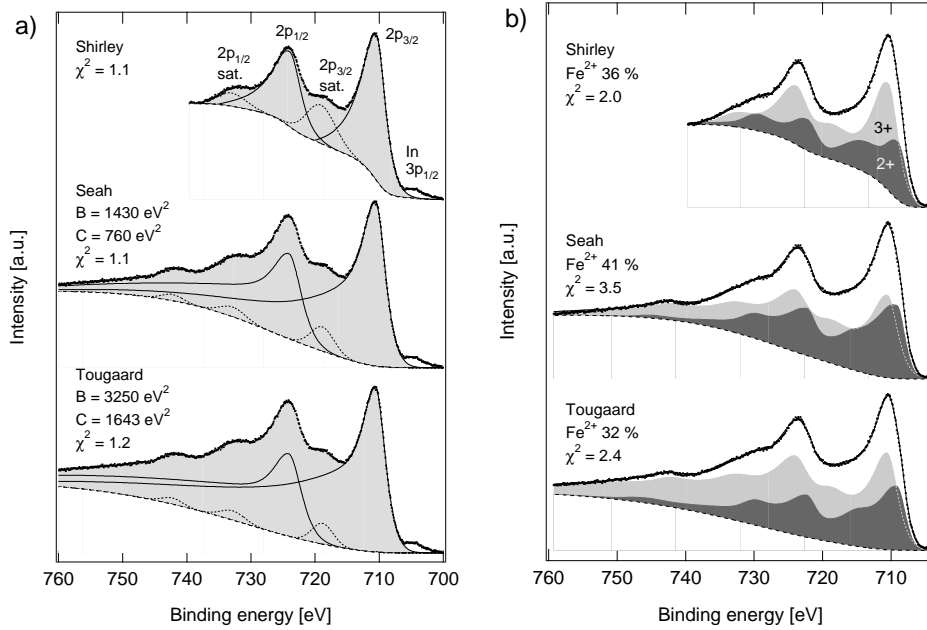 a)
Shirley
χ² = 1.1
2p1/2
sat.
2p1/2
2p3/2
sat.
2p3/2
In
3p1/2
Seah
B = 1430 eV²
C = 760 eV²
χ² = 1.1
Tougaard
B = 3250 eV²
C = 1643 eV²
χ² = 1.2
Intensity [a.u.]
760 750 740 730 720 710 700
Binding energy [eV]
b)
Shirley
Fe²⁺ 36 %
χ² = 2.0
3+
2+
Seah
Fe²⁺ 41 %
χ² = 3.5
Tougaard
Fe²⁺ 32 %
χ² = 2.4
Intensity [a.u.]
760 750 740 730 720 710
Binding energy [eV]